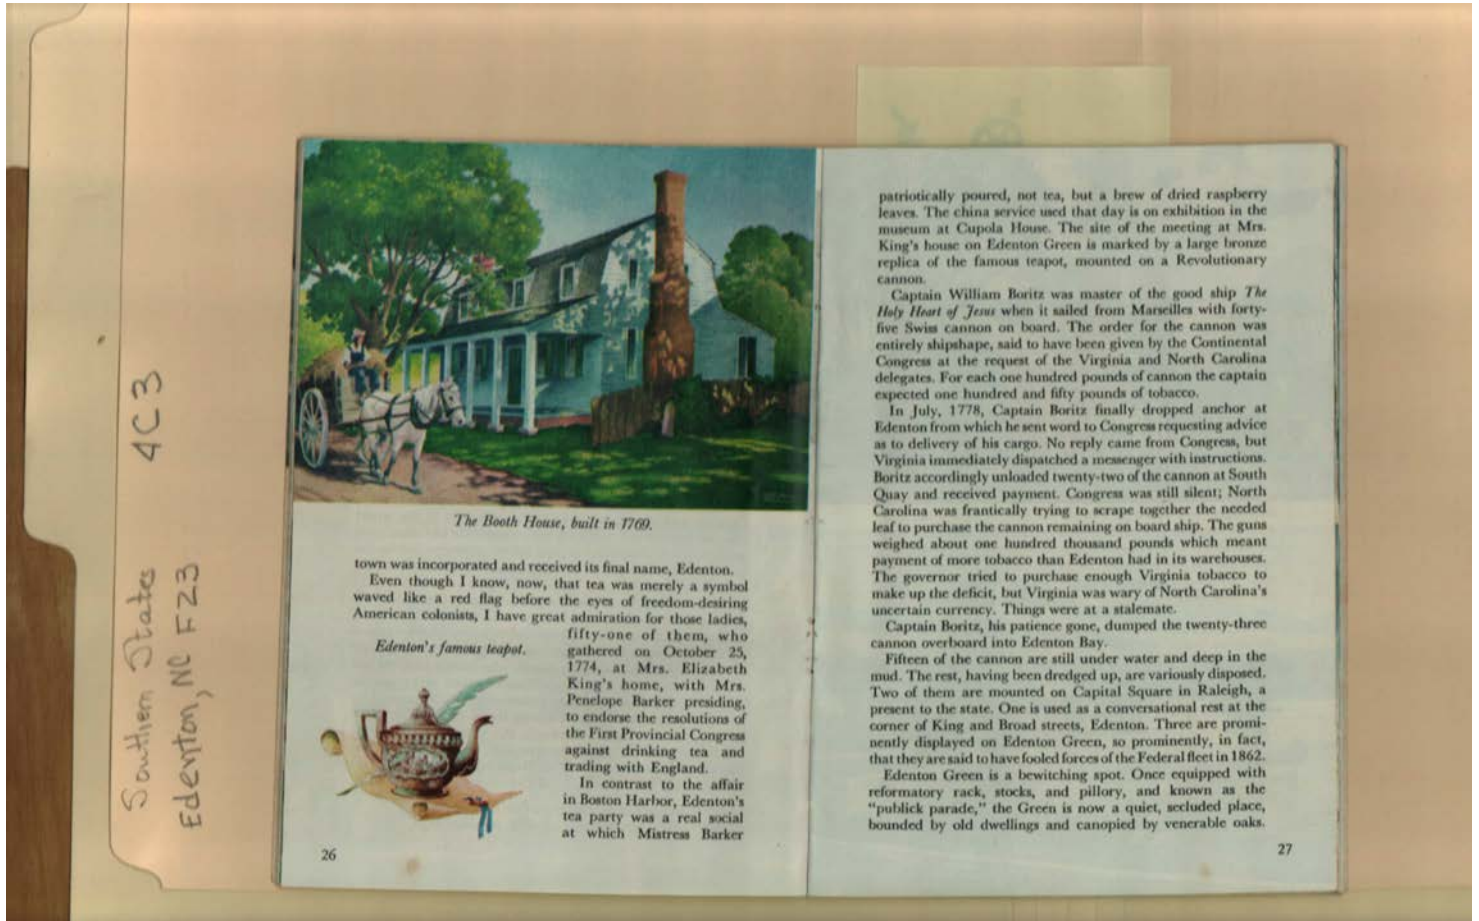 Southern States 4C3
Edenton, NC F23
The Booth House, built in 1769.
town was incorporated and received its final name, Edenton.
Even though I know, now, that tea was merely a symbol
waved like a red flag before the eyes of freedom-desiring
American colonists, I have great admiration for those ladies,
fifty-one of them, who
gathered on October 25,
1774, at Mrs. Elizabeth
King's home, with Mrs.
Penelope Barker presiding,
to endorse the resolutions of
the First Provincial Congress
against drinking tea and
trading with England.
In contrast to the affair
in Boston Harbor, Edenton's
tea party was a real social
at which Mistress Barker
Edenton's famous teapot.
26
patriotically poured, not tea, but a brew of dried raspberry
leaves. The china service used that day is on exhibition in the
museum at Cupola House. The site of the meeting at Mrs.
King's house on Edenton Green is marked by a large bronze
replica of the famous teapot, mounted on a Revolutionary
cannon.
Captain William Boritz was master of the good ship The
Holy Heart of Jesus when it sailed from Marseilles with forty-
five Swiss cannon on board. The order for the cannon was
entirely shipshape, said to have been given by the Continental
Congress at the request of the Virginia and North Carolina
delegates. For each one hundred pounds of cannon the captain
expected one hundred and fifty pounds of tobacco.
In July, 1778, Captain Boritz finally dropped anchor at
Edenton from which he sent word to Congress requesting advice
as to delivery of his cargo. No reply came from Congress, but
Virginia immediately dispatched a messenger with instructions.
Boritz accordingly unloaded twenty-two of the cannon at South
Quay and received payment. Congress was still silent; North
Carolina was frantically trying to scrape together the needed
leaf to purchase the cannon remaining on board ship. The guns
weighed about one hundred thousand pounds which meant
payment of more tobacco than Edenton had in its warehouses.
The governor tried to purchase enough Virginia tobacco to
make up the deficit, but Virginia was wary of North Carolina's
uncertain currency. Things were at a stalemate.
Captain Boritz, his patience gone, dumped the twenty-three
cannon overboard into Edenton Bay.
Fifteen of the cannon are still under water and deep in the
mud. The rest, having been dredged up, are variously disposed.
Two of them are mounted on Capital Square in Raleigh, a
present to the state. One is used as a conversational rest at the
corner of King and Broad streets, Edenton. Three are promi-
nently displayed on Edenton Green, so prominently, in fact,
that they are said to have fooled forces of the Federal fleet in 1862.
Edenton Green is a bewitching spot. Once equipped with
reformatory rack, stocks, and pillory, and known as the
"publick parade," the Green is now a quiet, secluded place,
bounded by old dwellings and canopied by venerable oaks.
27